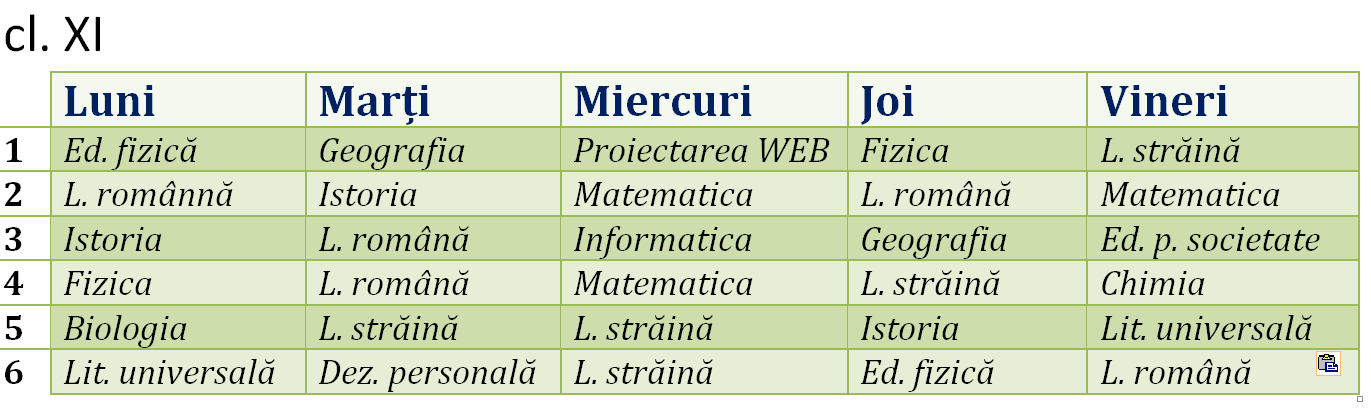 cl. XI
Luni Marți Miercuri Joi Vineri
1 Ed. fizică Geografia Proiectarea WEB Fizica L. străină
2 L. românnă Istoria Matematica L. română Matematica
3 Istoria L. română Informatica Geografia Ed. p. societate
4 Fizica L. română Matematica L. străină Chimia
5 Biologia L. străină L. străină Istoria Lit. universală
6 Lit. universală Dez. personală L. străină Ed. fizică L. română